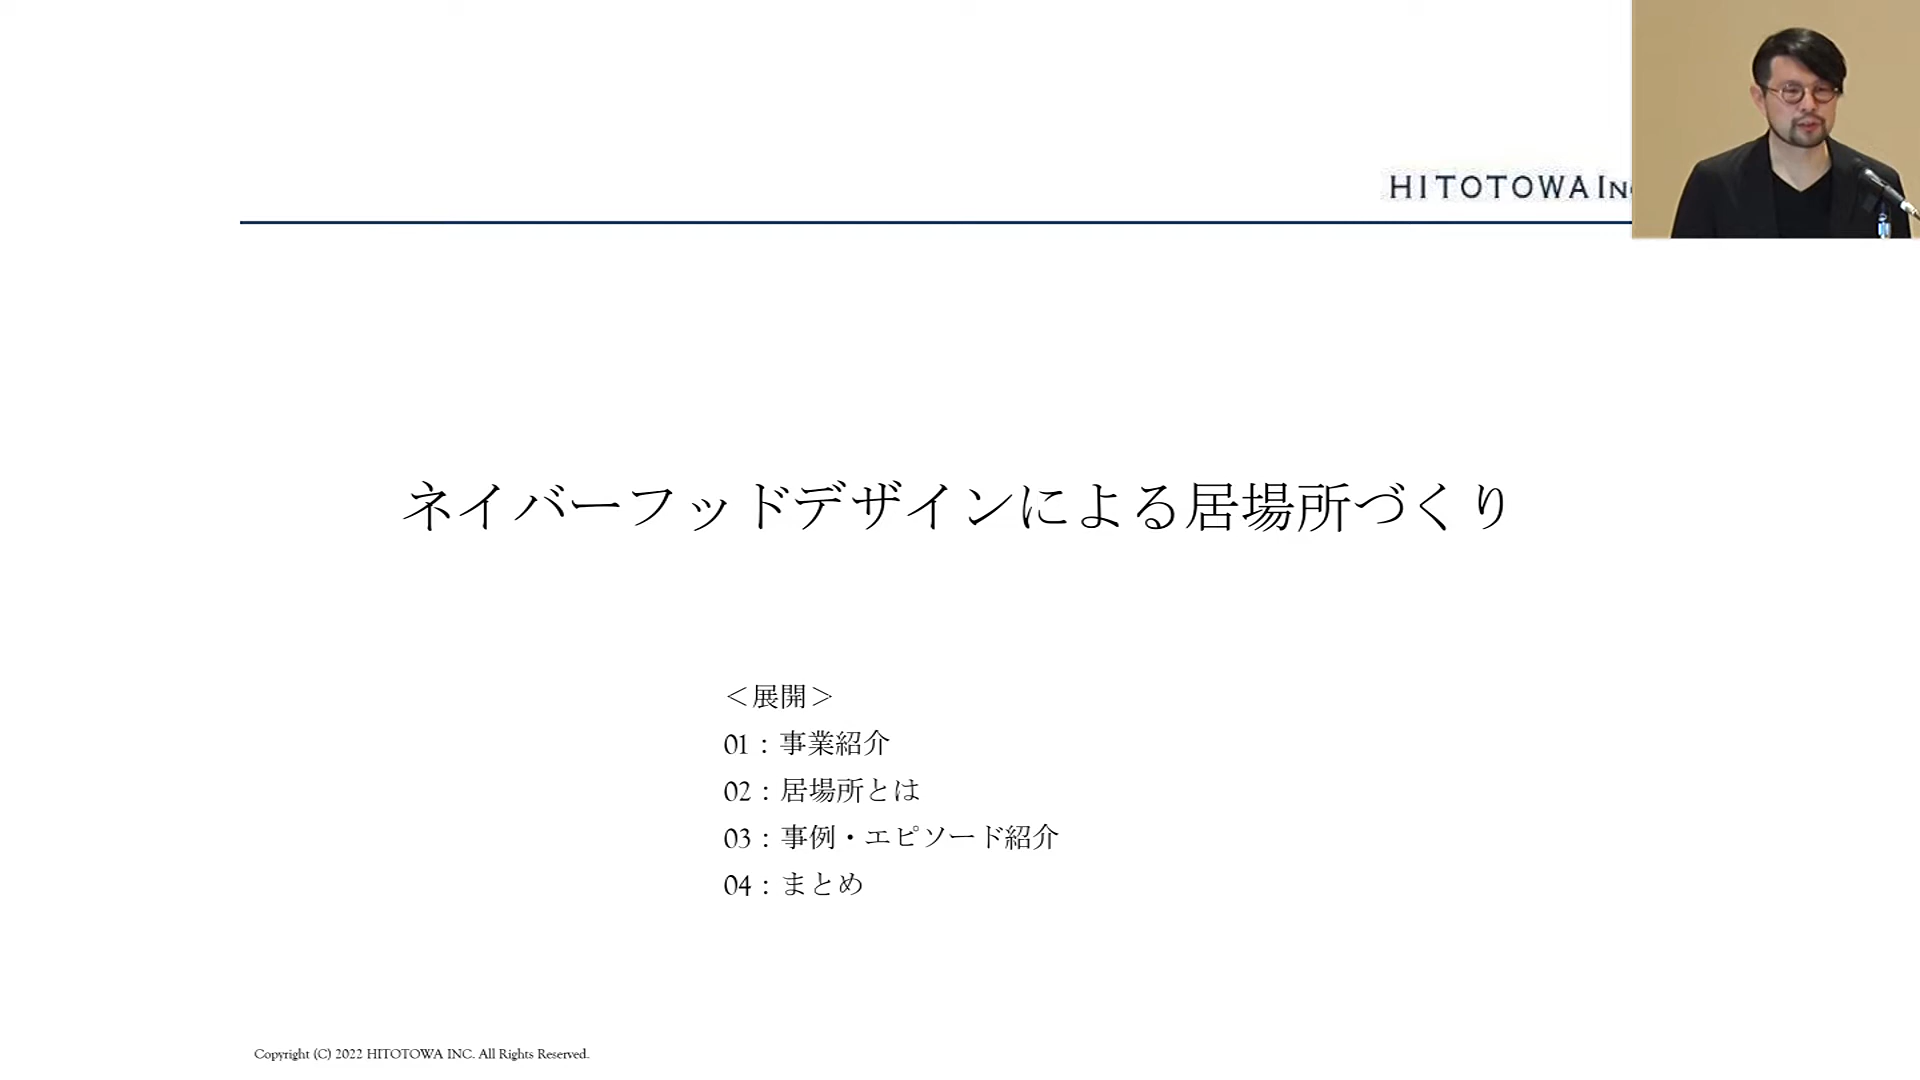 HITOTOWA INC
ネイバーフッドデザインによる居場所づくり
＜展開＞
01：事業紹介
02：居場所とは
03：事例・エピソード紹介
04：まとめ
Copyright (C) 2022 HITOTOWA INC. All Rights Reserved.